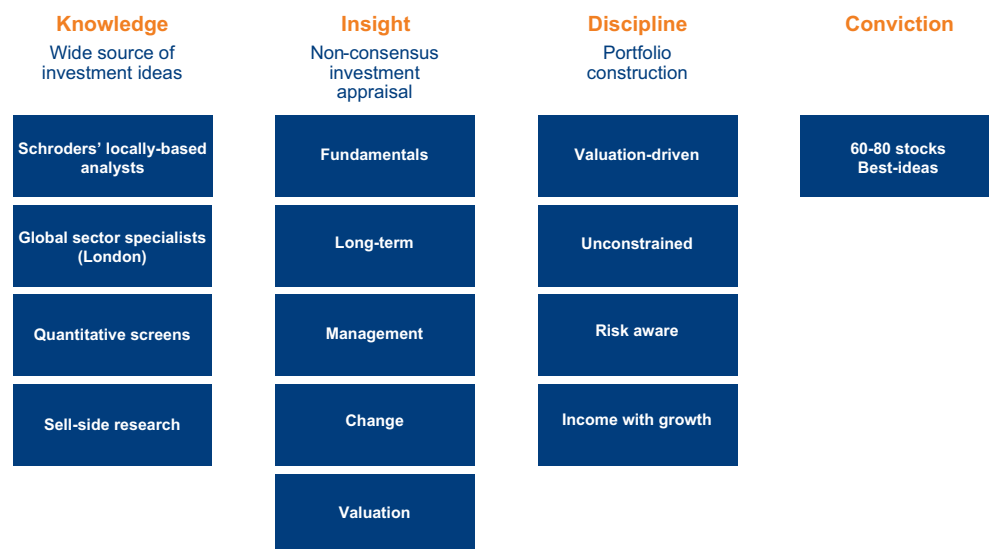 Knowledge
Wide source of
investment ideas
Schroders’ locally-based
analysts
Global sector specialists
(London)
Quantitative screens
Sell-side research
Insight
Non-consensus
investment
appraisal
Fundamentals
Long-term
Management
Change
Valuation
Discipline
Portfolio
construction
Valuation-driven
Unconstrained
Risk aware
Income with growth
Conviction
60-80 stocks
Best-ideas